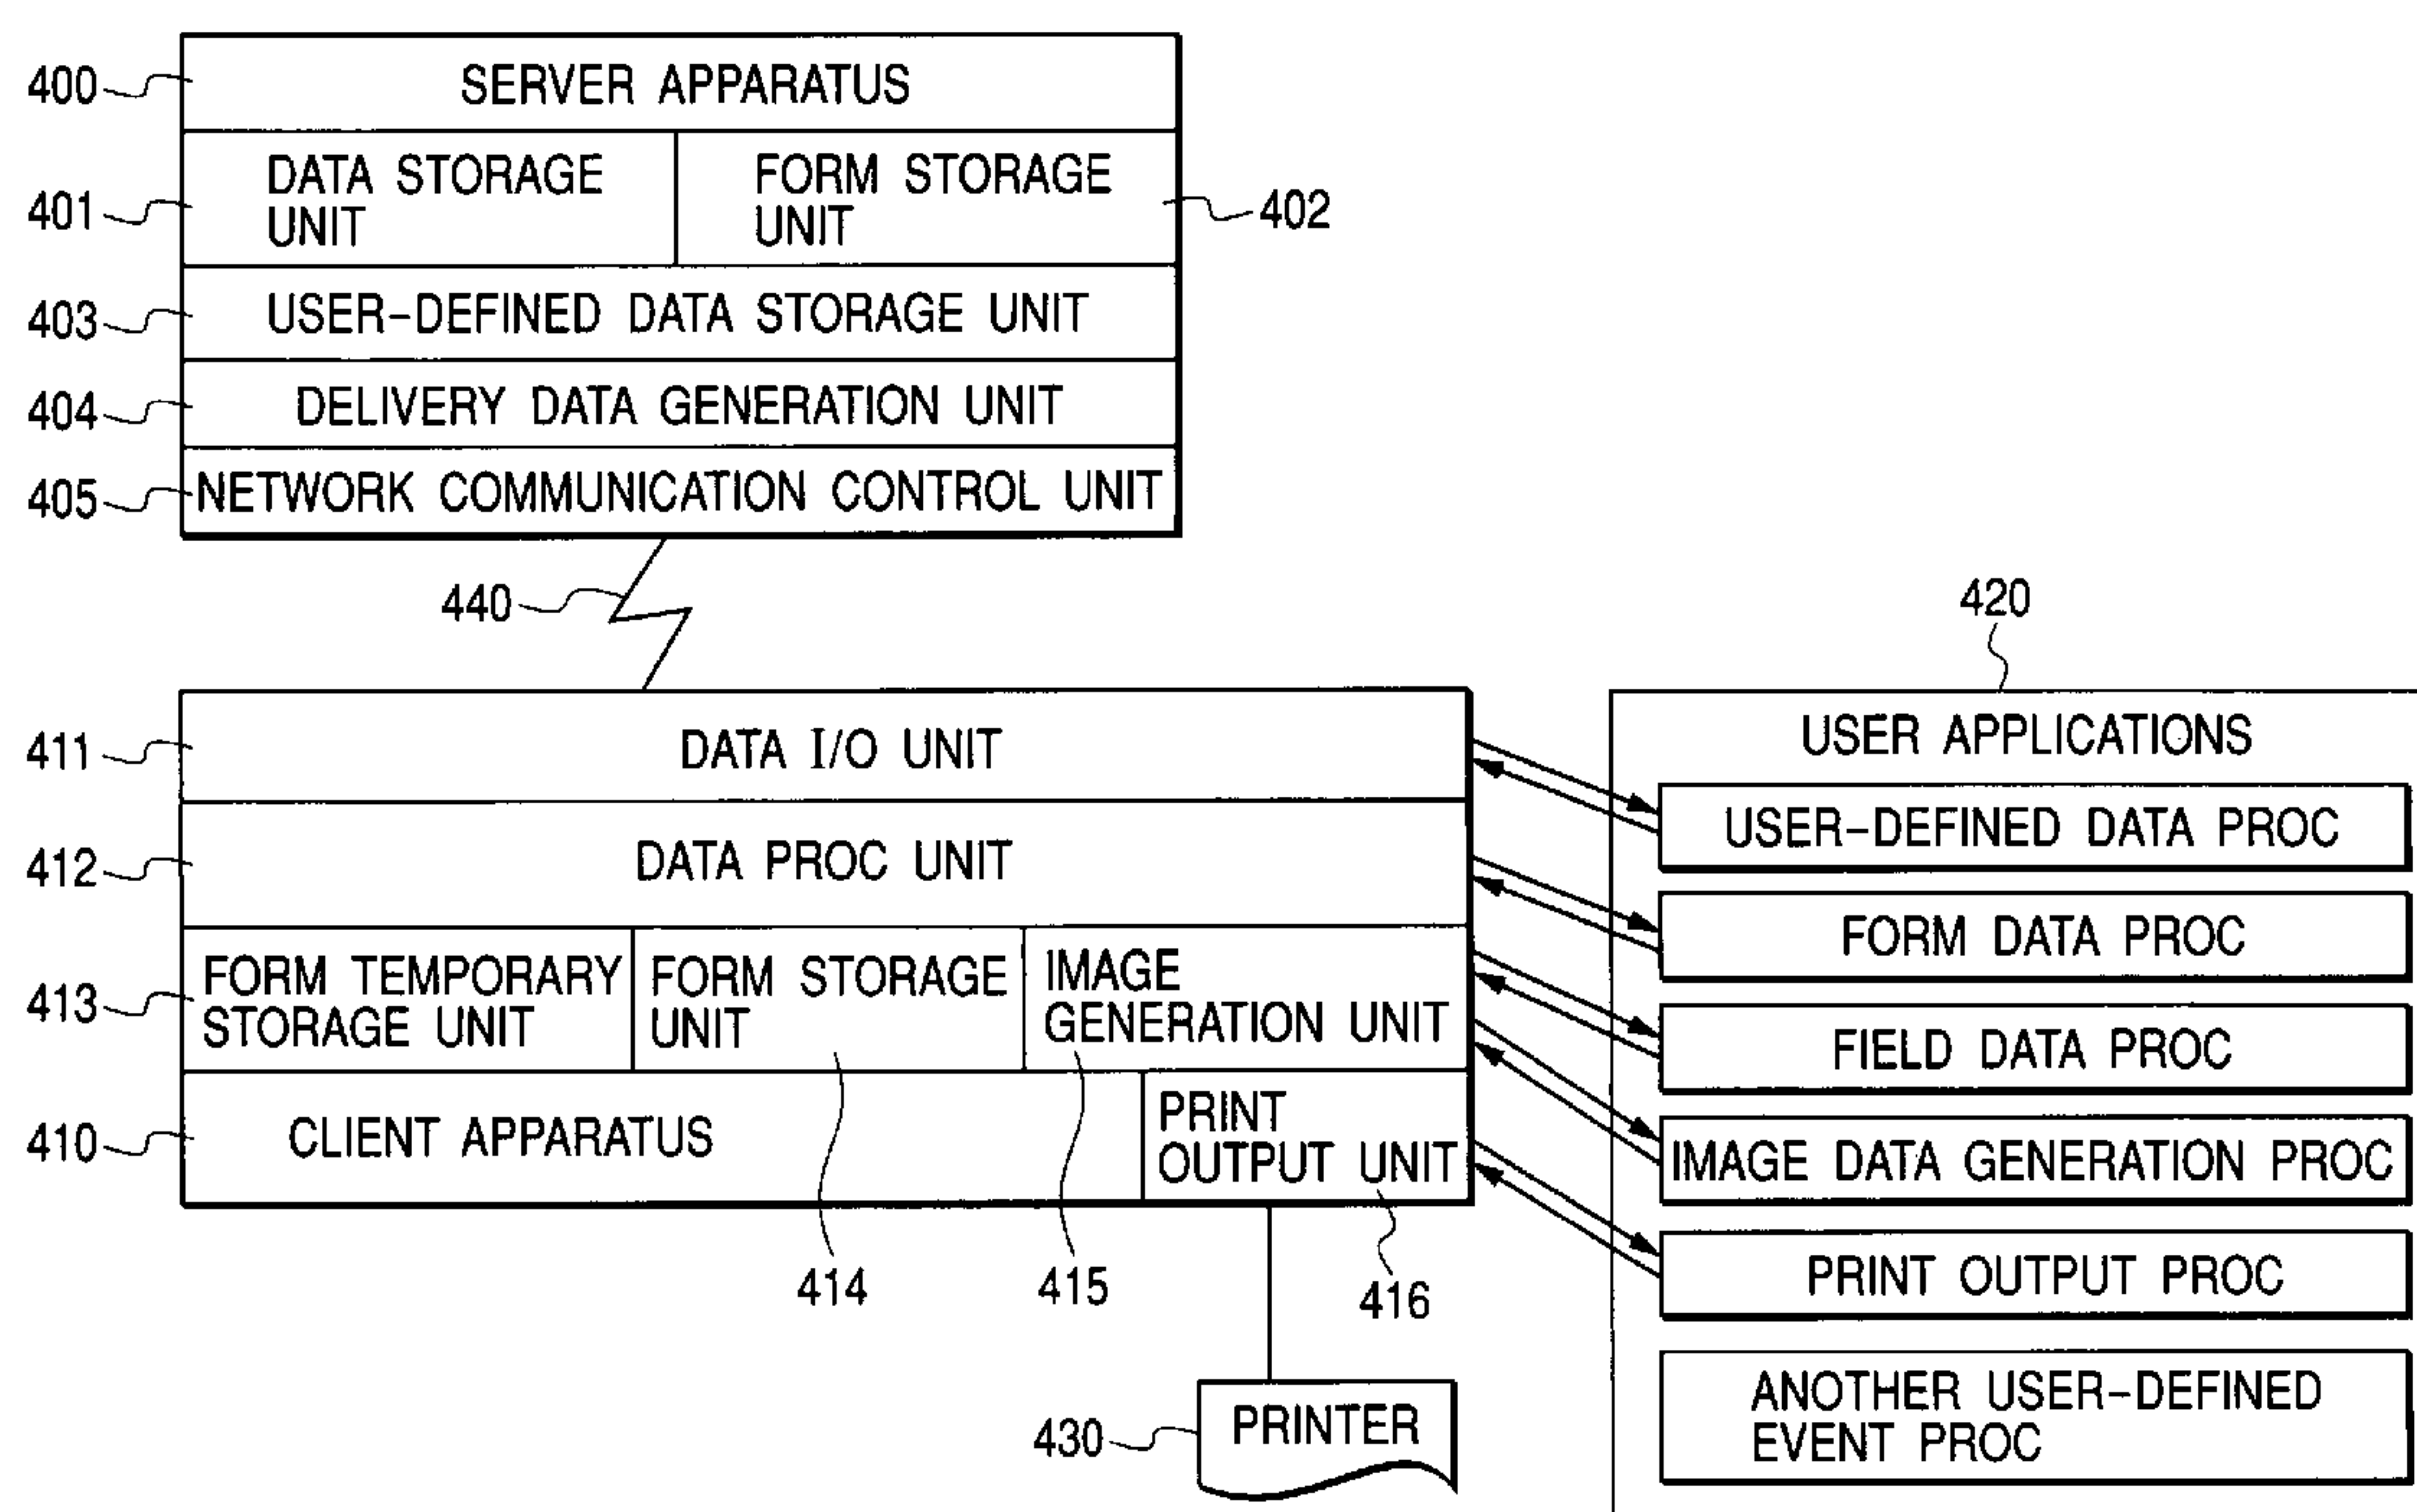 400
SERVER APPARATUS
401
DATA STORAGE
UNIT
FORM STORAGE
UNIT
402
403
USER-DEFINED DATA STORAGE UNIT
404
DELIVERY DATA GENERATION UNIT
405
NETWORK COMMUNICATION CONTROL UNIT
440
411
DATA I/O UNIT
412
DATA PROC UNIT
413
FORM TEMPORARY
STORAGE UNIT
FORM STORAGE
UNIT
IMAGE
GENERATION UNIT
410
CLIENT APPARATUS
PRINT
OUTPUT UNIT
414
415
416
430
PRINTER
420
USER APPLICATIONS
USER-DEFINED DATA PROC
FORM DATA PROC
FIELD DATA PROC
IMAGE DATA GENERATION PROC
PRINT OUTPUT PROC
ANOTHER USER-DEFINED
EVENT PROC